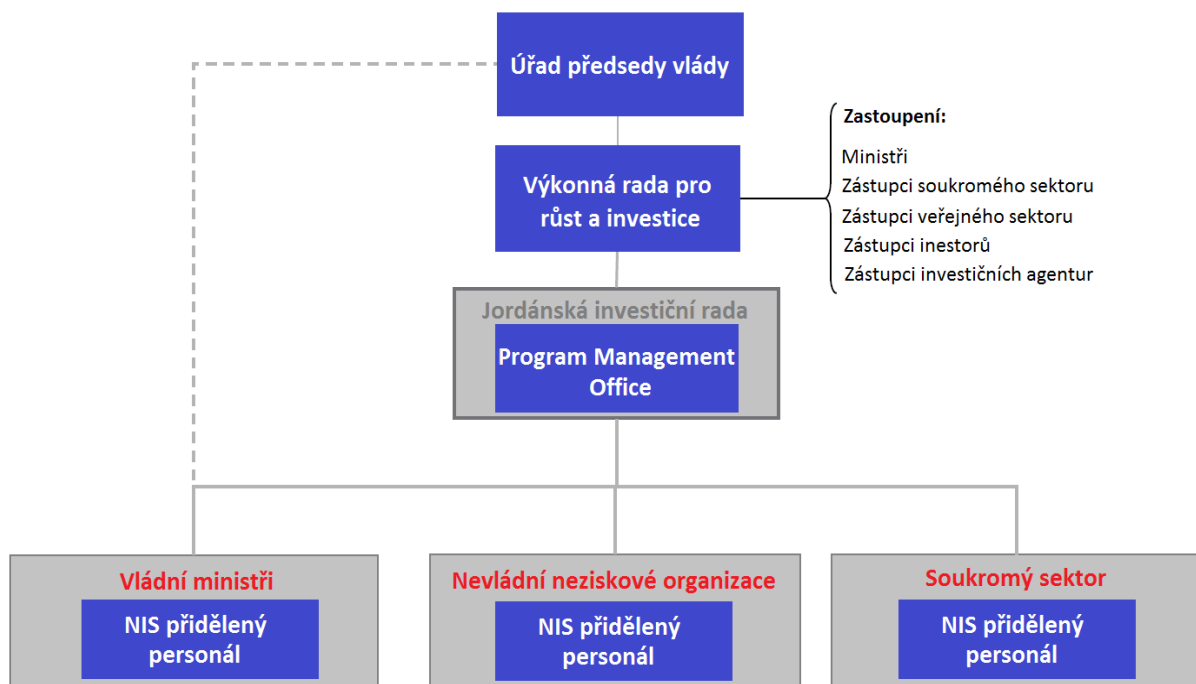 Úřad předsedy vlády
Výkonná rada pro
růst a investice
Zastoupení:
Ministři
Zástupci soukromého sektoru
Zástupci veřejného sektoru
Zástupci inestorů
Zástupci investičních agentur
Jordánská investiční rada
Program Management
Office
Vládní ministři
NIS přidělený
personál
Nevládní neziskové organizace
NIS přidělený
personál
Soukromý sektor
NIS přidělený
personál